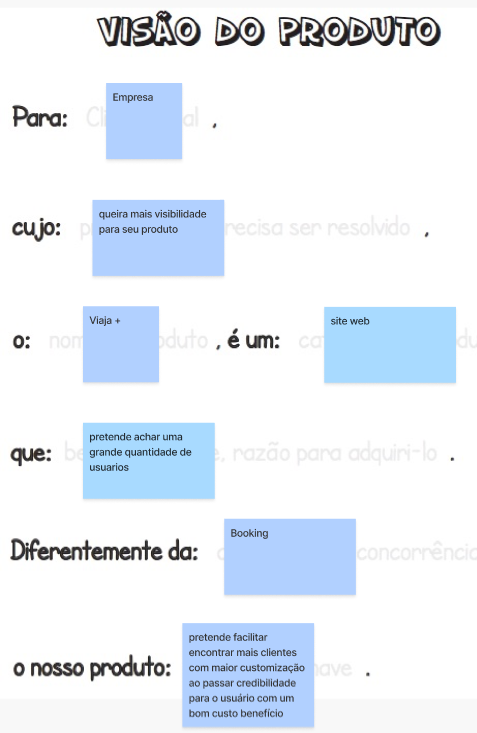 VISÃO DO PRODUTO
Para: Cl Empresa al ,
cujo: p queira mais visibilidade para seu produto recisa ser resolvido ,
o: nom Viaja + oduto , é um: ca site web du
que: be pretende achar uma grande quantidade de usuarios e, razão para adquiri-lo .
Diferentemente da: Booking concorrência
o nosso produto: pretende facilitar
encontrar mais clientes
com maior customização
ao passar credibilidade
para o usuário com um
bom custo benefício
ave .